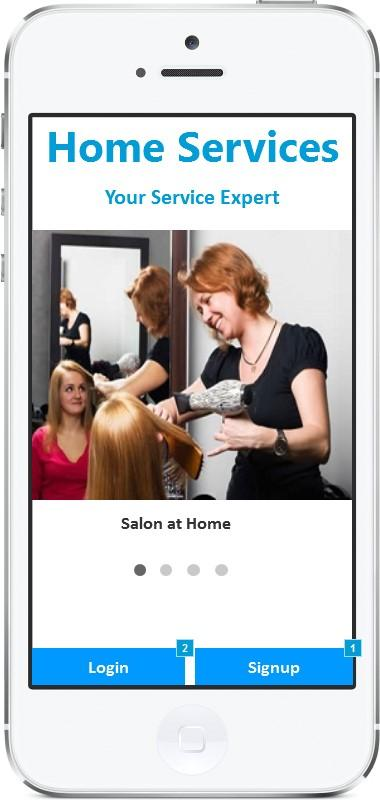 Home Services
Your Service Expert
Salon at Home
2
1
Login
Signup